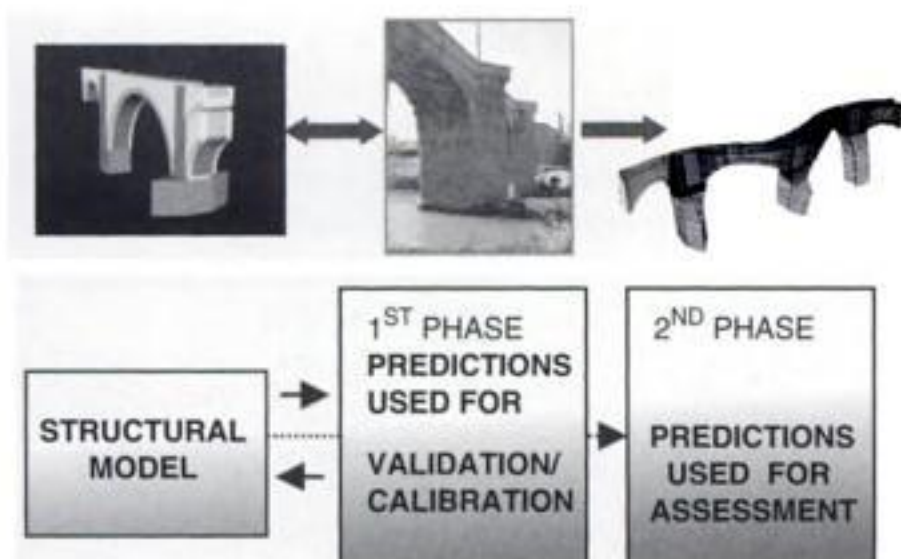 STRUCTURAL
MODEL
1ST PHASE
PREDICTIONS
USED FOR
VALIDATION/
CALIBRATION
2ND PHASE
PREDICTIONS
USED FOR
ASSESSMENT